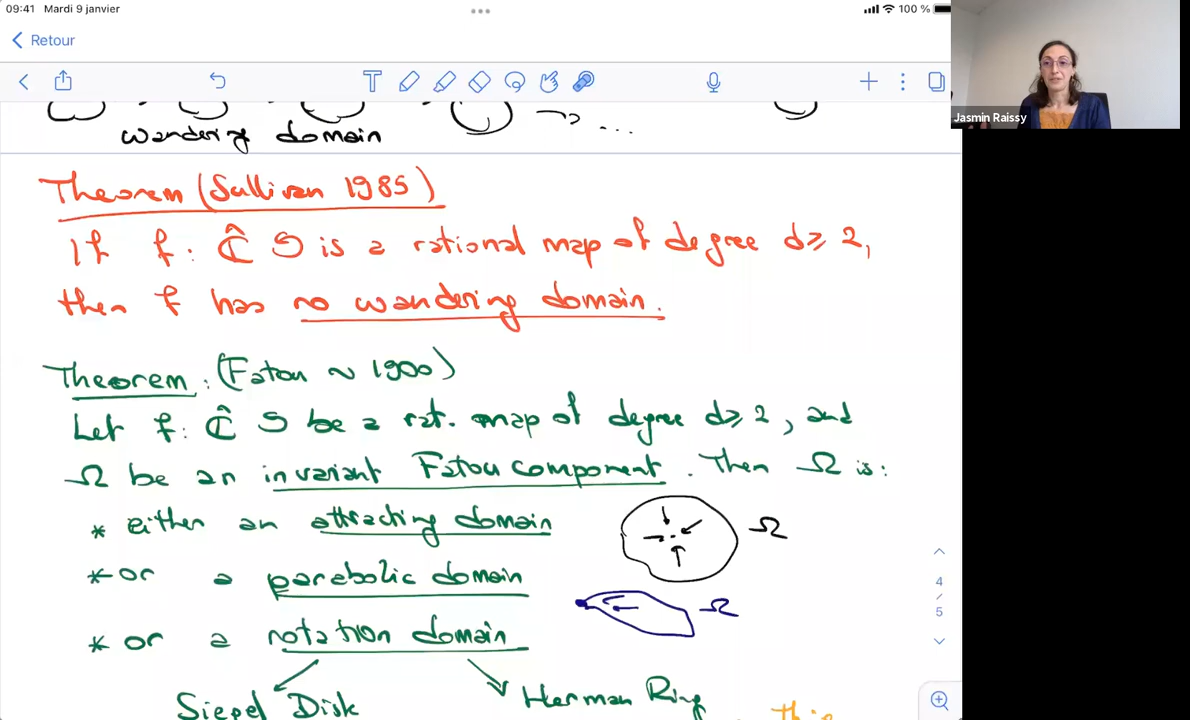 09:41 Mardi 9 janvier
100 %
Retour
Jasmin Raissy
wandering domain
...
Theorem (Sullivan 1985)
If f: Ĉ ↺ is a rational map of degree d ≥ 2,
then f has no wandering domain.
Theorem: (Fatou ~ 1900)
Let f: Ĉ ↺ be a rat. map of degree d ≥ 2, and
Ω be an invariant Fatou component. Then Ω is:
* either an attracting domain
Ω
* or a parabolic domain
Ω
* or a rotation domain
Siegel Disk
Herman Ring
this
4
/
5